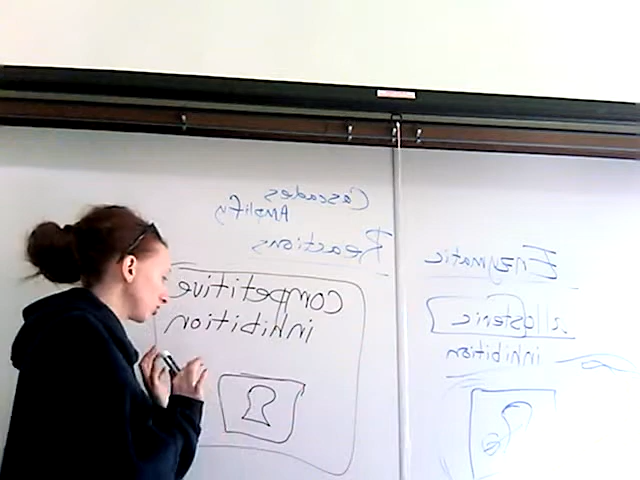 Cascades
Amplify
Reactions
competitive
inhibition
Enzymatic
allosteric
inhibition